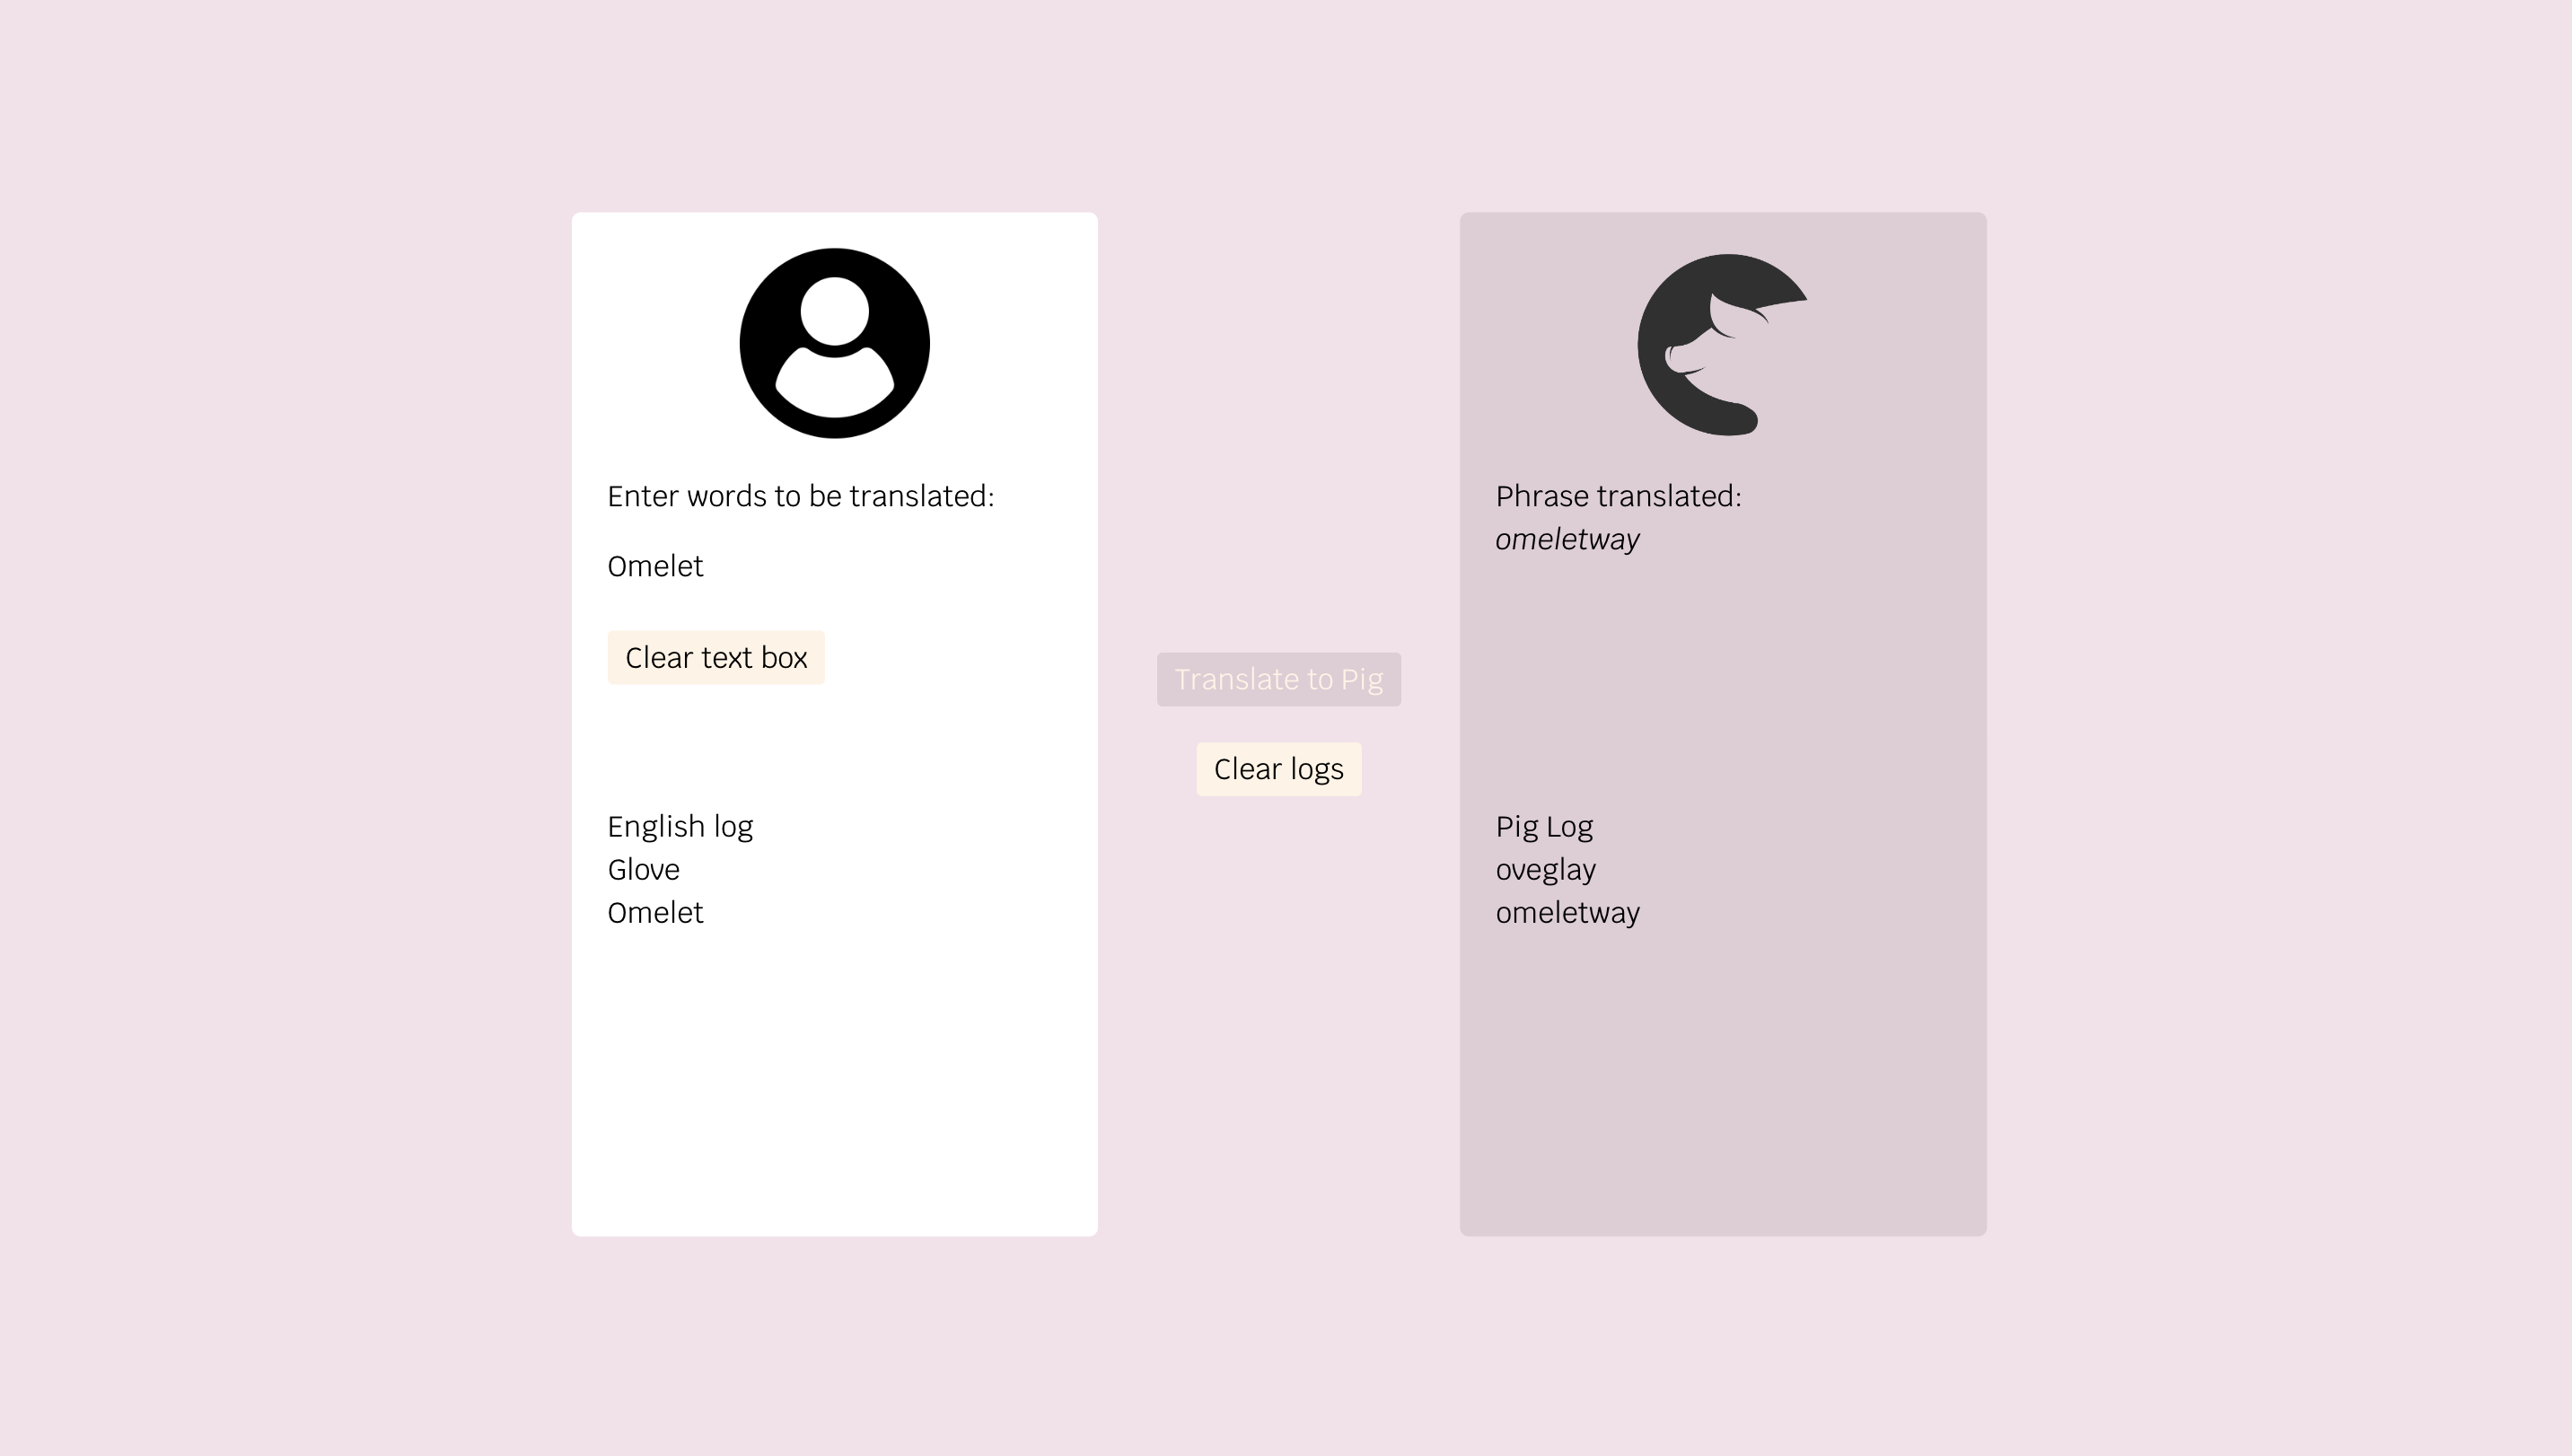 Enter words to be translated:
Omelet
Clear text box
English log
Glove
Omelet
Translate to Pig
Clear logs
Phrase translated:
omeletway
Pig Log
oveglay
omeletway